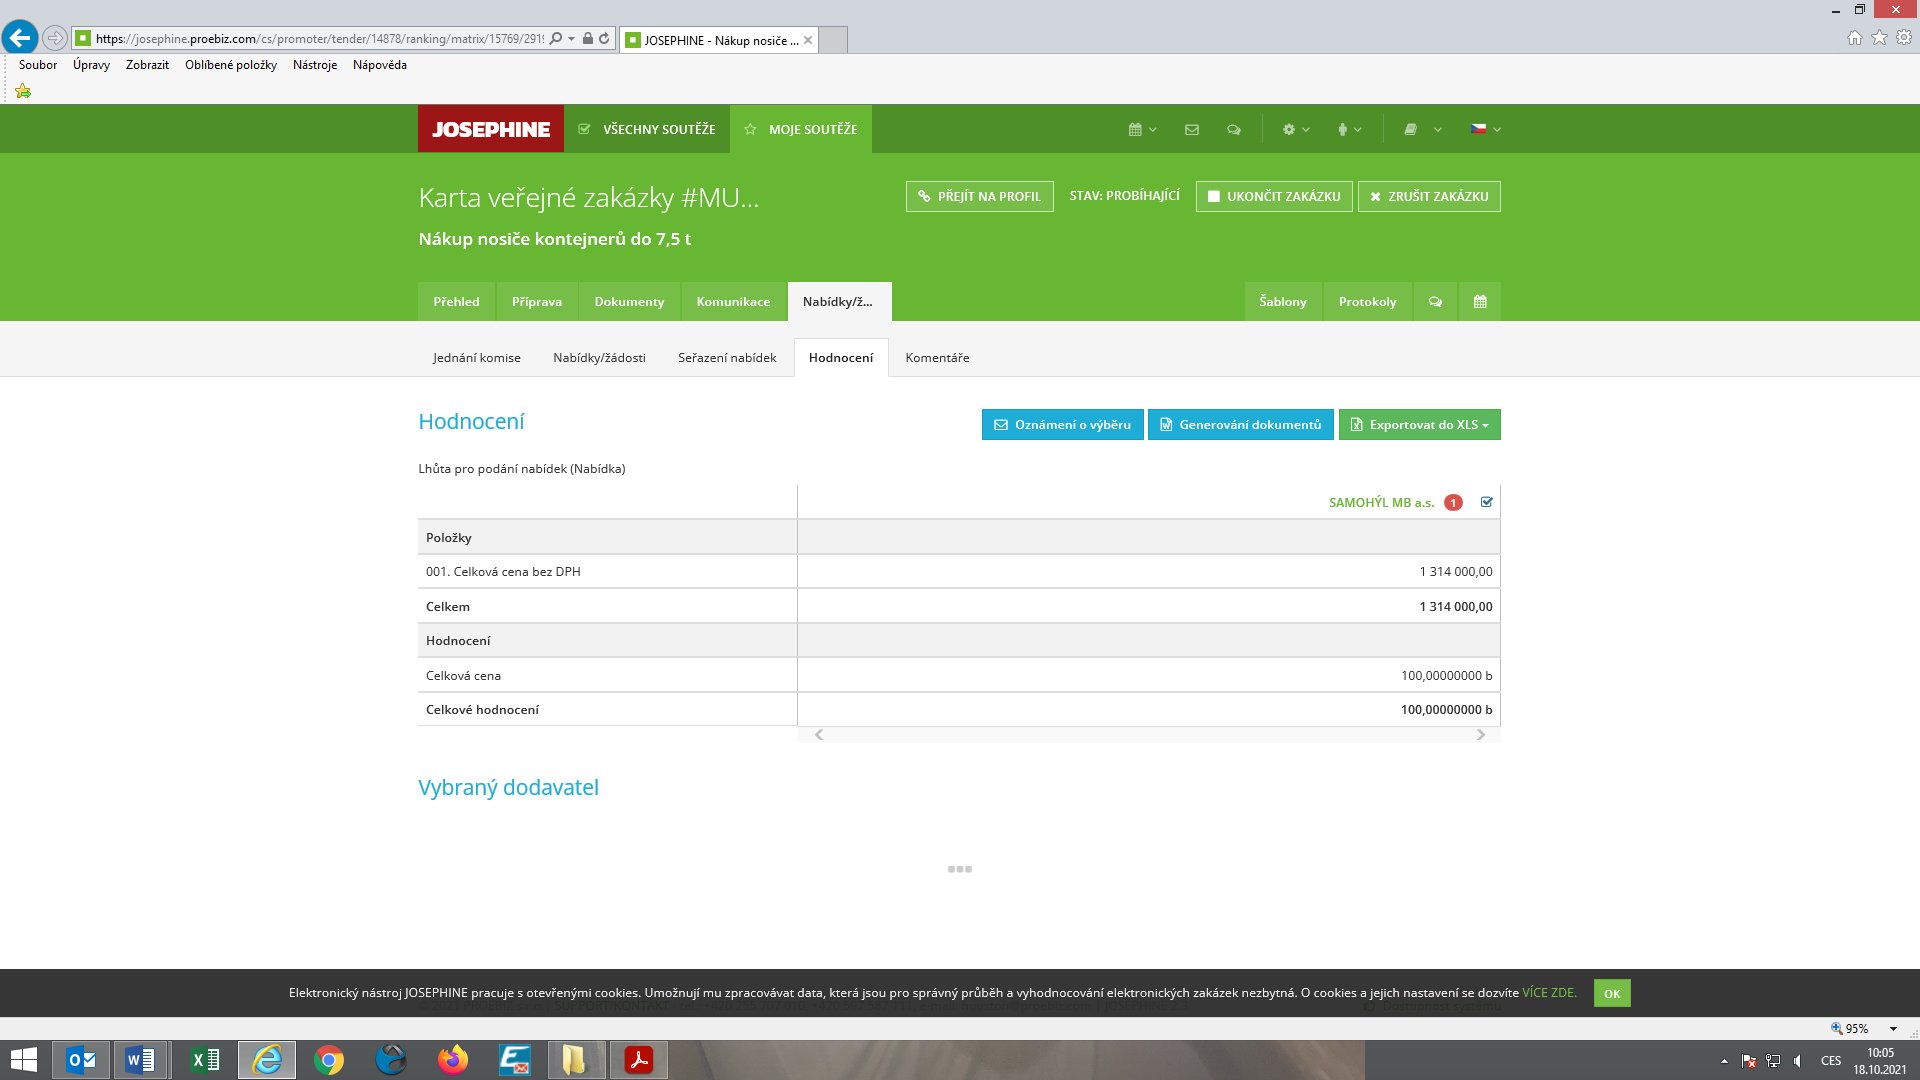 https://josephine.proebiz.com/cs/promoter/tender/14878/ranking/matrix/15769/291
JOSEPHINE - Nákup nosiče ...
Soubor Úpravy Zobrazit Oblíbené položky Nástroje Nápověda
JOSEPHINE VŠECHNY SOUTĚŽE MOJE SOUTĚŽE
Karta veřejné zakázky #MU...
PŘEJÍT NA PROFIL STAV: PROBÍHAJÍCÍ UKONČIT ZAKÁZKU ZRUŠIT ZAKÁZKU
Nákup nosiče kontejnerů do 7,5 t
Přehled Příprava Dokumenty Komunikace Nabídky/ž... Šablony Protokoly
Jednání komise Nabídky/žádosti Seřazení nabídek Hodnocení Komentáře
Hodnocení
Oznámení o výběru Generování dokumentů Exportovat do XLS
Lhůta pro podání nabídek (Nabídka)
SAMOHÝL MB a.s. 1
Položky
001. Celková cena bez DPH 1 314 000,00
Celkem 1 314 000,00
Hodnocení
Celková cena 100,00000000 b
Celkové hodnocení 100,00000000 b
Vybraný dodavatel
Elektronický nástroj JOSEPHINE pracuje s otevřenými cookies. Umožnují mu zpracovávat data, která jsou pro správný průběh a vyhodnocování elektronických zakázek nezbytná. O cookies a jejich nastavení se dozvíte VÍCE ZDE. OK
95%
CES
10:05
18.10.2021